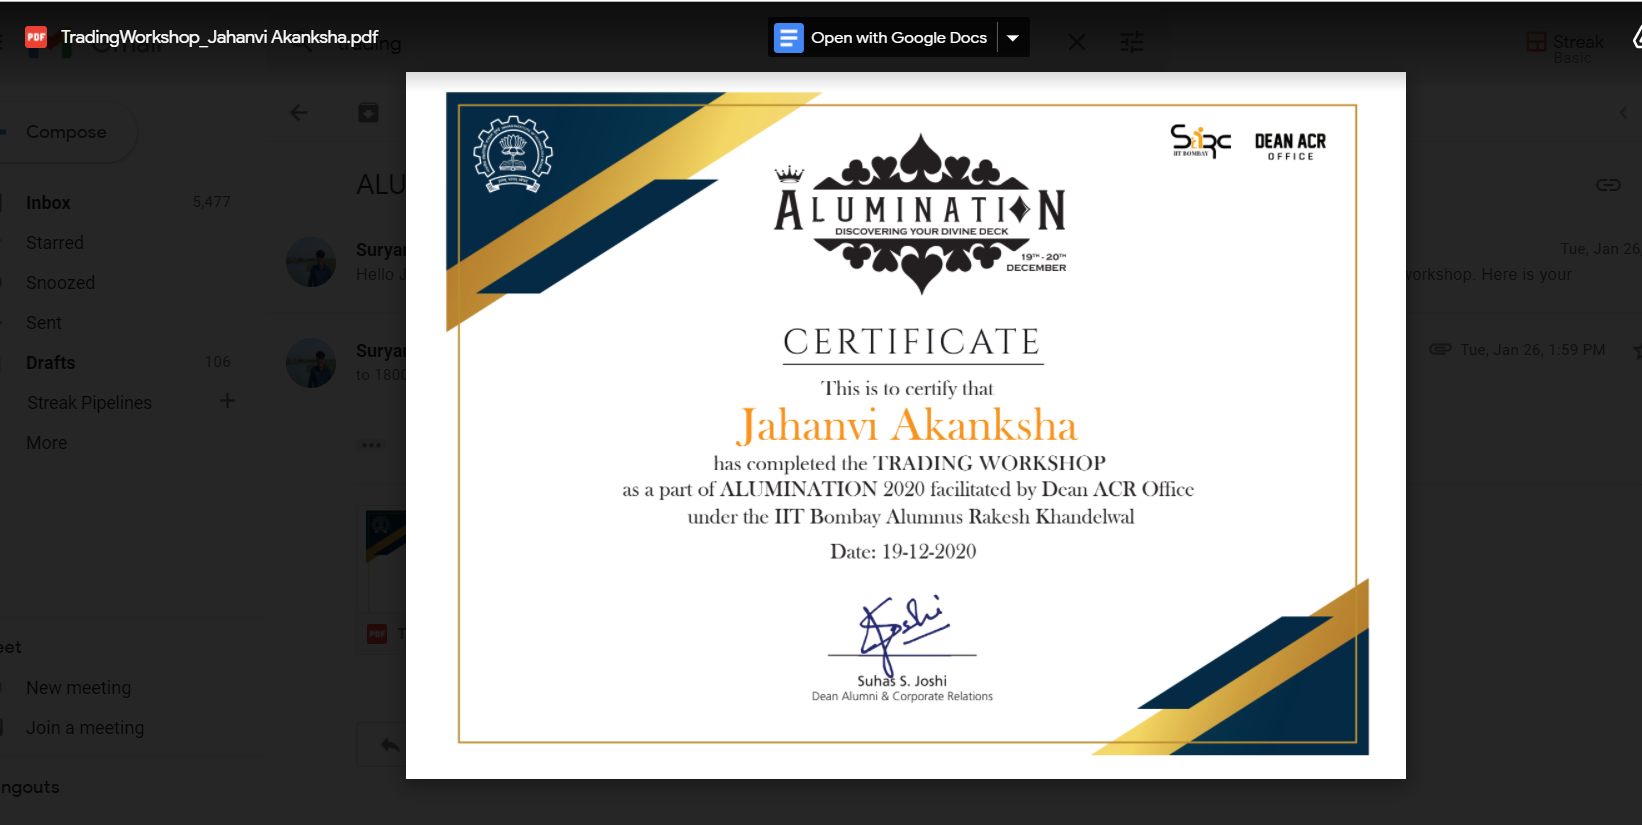 TradingWorkshop_Jahanvi Akanksha.pdf
Open with Google Docs
trading
Streak
Basic
Compose
Inbox 5,477
Starred
Snoozed
Sent
Drafts 106
Streak Pipelines
More
New meeting
Join a meeting
ALU
Suryan
Hello J
Tue, Jan 26,
workshop. Here is your
Suryan
to 1800
Tue, Jan 26, 1:59 PM
PDF
SARC
IIT BOMBAY
DEAN ACR
OFFICE
ALUMINATION
DISCOVERING YOUR DIVINE DECK
19TH - 20TH
DECEMBER
CERTIFICATE
This is to certify that
Jahanvi Akanksha
has completed the TRADING WORKSHOP
as a part of ALUMINATION 2020 facilitated by Dean ACR Office
under the IIT Bombay Alumnus Rakesh Khandelwal
Date: 19-12-2020
Joshi
Suhas S. Joshi
Dean Alumni & Corporate Relations